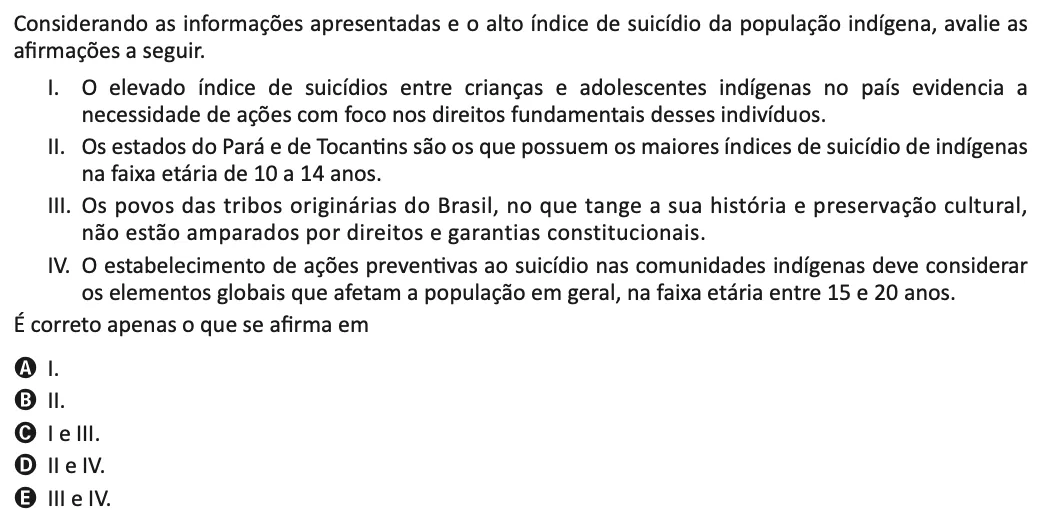 Considerando as informações apresentadas e o alto índice de suicídio da população indígena, avalie as
afirmações a seguir.
I. O elevado índice de suicídios entre crianças e adolescentes indígenas no país evidencia a
necessidade de ações com foco nos direitos fundamentais desses indivíduos.
II. Os estados do Pará e de Tocantins são os que possuem os maiores índices de suicídio de indígenas
na faixa etária de 10 a 14 anos.
III. Os povos das tribos originárias do Brasil, no que tange a sua história e preservação cultural,
não estão amparados por direitos e garantias constitucionais.
IV. O estabelecimento de ações preventivas ao suicídio nas comunidades indígenas deve considerar
os elementos globais que afetam a população em geral, na faixa etária entre 15 e 20 anos.
É correto apenas o que se afirma em
A I.
B II.
C I e III.
D II e IV.
E III e IV.